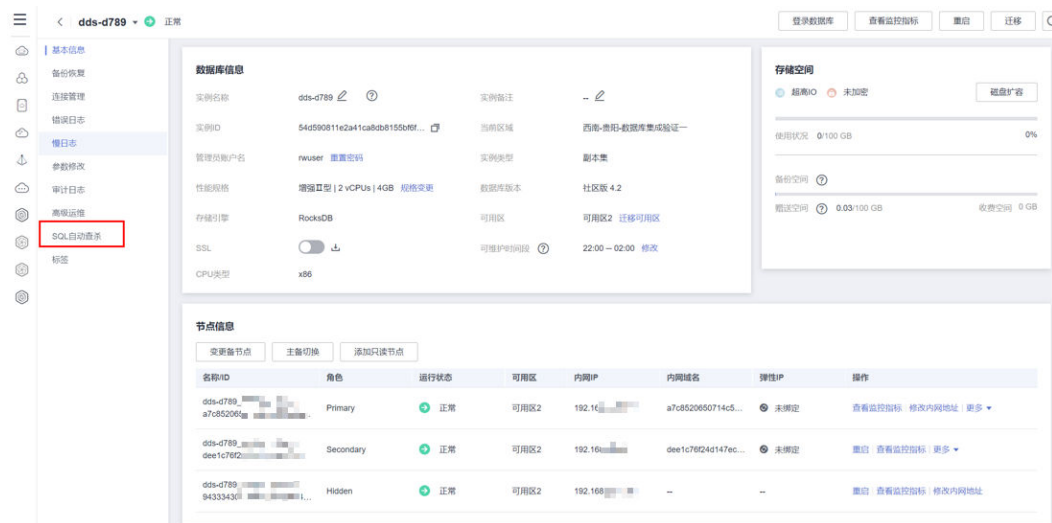 dds-d789 正常 登录数据库 查看监控指标 重启 迁移
基本信息
备份恢复
连接管理
错误日志
慢日志
参数修改
审计日志
高级运维
SQL自动查杀
标签
数据库信息
实例名称 dds-d789 实例备注 --
实例ID 54d590811e2a41ca8db8155bf6f... 当前区域 西南-贵阳-数据库集成验证一
管理员账户名 rwuser 重置密码 实例类型 副本集
性能规格 增强II型 | 2 vCPUs | 4GB 规格变更 数据库版本 社区版 4.2
存储引擎 RocksDB 可用区 可用区2 迁移可用区
SSL 可维护时间段 22:00 – 02:00 修改
CPU类型 x86
存储空间
超高IO 未加密 磁盘扩容
使用状况 0/100 GB 0%
备份空间
赠送空间 0.03/100 GB 收费空间 0 GB
节点信息
变更备节点 主备切换 添加只读节点
名称/ID 角色 运行状态 可用区 内网IP 内网域名 弹性IP 操作
dds-d789_
a7c852065 Primary 正常 可用区2 192.16 a7c8520650714c5... 未绑定 查看监控指标 修改内网地址 更多
dds-d789_
dee1c76f2 Secondary 正常 可用区2 192.16 dee1c76f24d147ec... 未绑定 重启 查看监控指标 更多
dds-d789_
94333430 Hidden 正常 可用区2 192.168 -- -- 重启 查看监控指标 修改内网地址